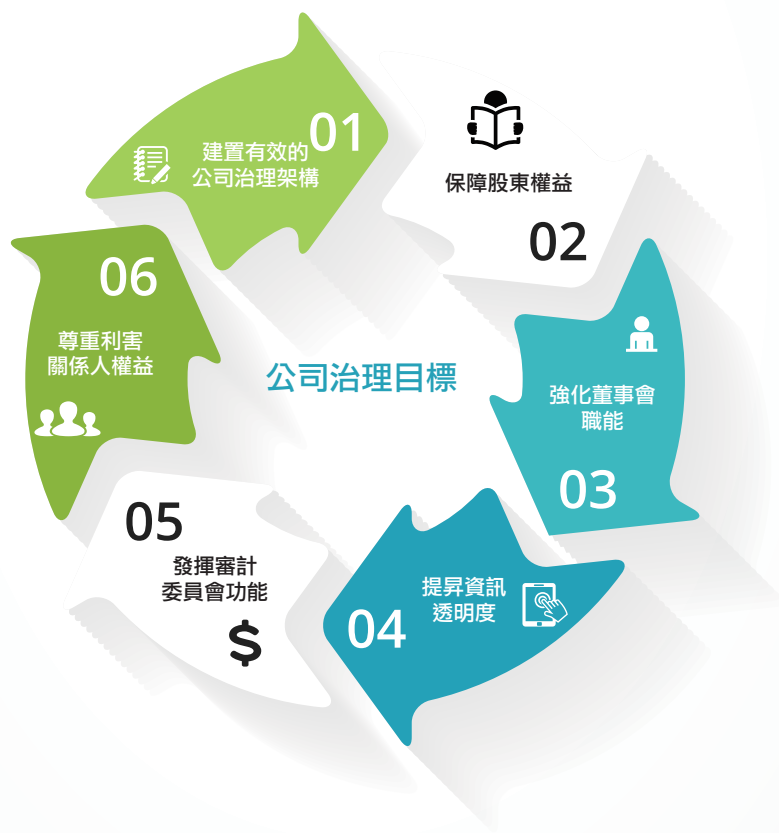 公司治理目標
01
建置有效的
公司治理架構
保障股東權益
02
強化董事會
職能
03
提昇資訊
透明度
04
05
發揮審計
委員會功能
$
06
尊重利害
關係人權益